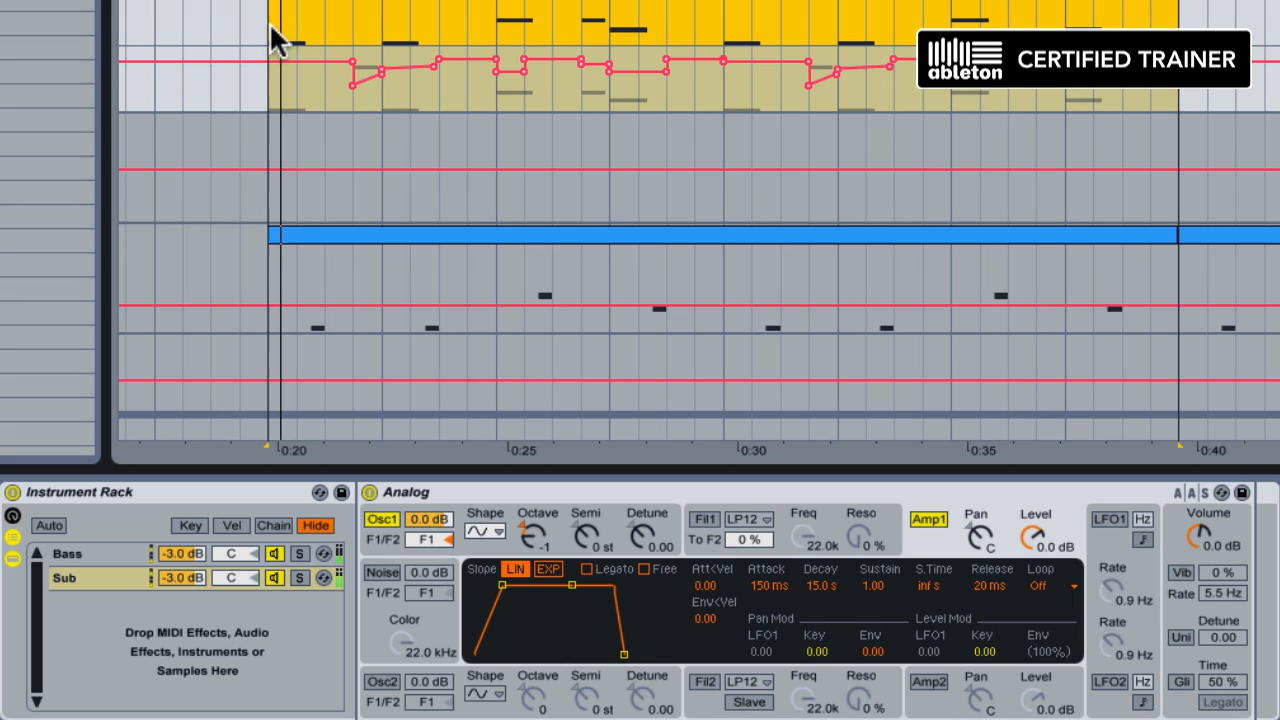 ableton CERTIFIED TRAINER
0:20 0:25 0:30 0:35 0:40
Instrument Rack
Auto Key Vel Chain Hide
Bass -3.0 dB C S
Sub -3.0 dB C S
Drop MIDI Effects, Audio
Effects, Instruments or
Samples Here
Analog A A S
Osc1 0.0 dB Shape Octave Semi Detune
F1/F2 F1 -1 0 st 0.00
Fil1 LP12 Freq Reso
To F2 0 % 22.0k 0 %
Amp1 Pan Level
C 0.0 dB
LFO1 Hz
Volume
0.0 dB
Noise 0.0 dB
F1/F2 F1
Color
22.0 kHz
Slope LIN EXP Legato Free
Att<Vel Attack Decay Sustain S.Time Release Loop
0.00 150 ms 15.0 s 1.00 inf s 20 ms Off
Env<Vel
0.00 Pan Mod Level Mod
LFO1 Key Env LFO1 Key Env
0.00 0.00 0.00 0.00 0.00 (100%)
Rate
0.9 Hz
Rate
0.9 Hz
Vib 0 %
Rate 5.5 Hz
Detune
Uni 0.00
Time
Gli 50 %
Legato
Osc2 0.0 dB Shape Octave Semi Detune
F1/F2 F1 0 0 st 0.00
Fil2 LP12 Freq Reso
Slave 22.0k 0 %
Amp2 Pan Level
C 0.0 dB
LFO2 Hz